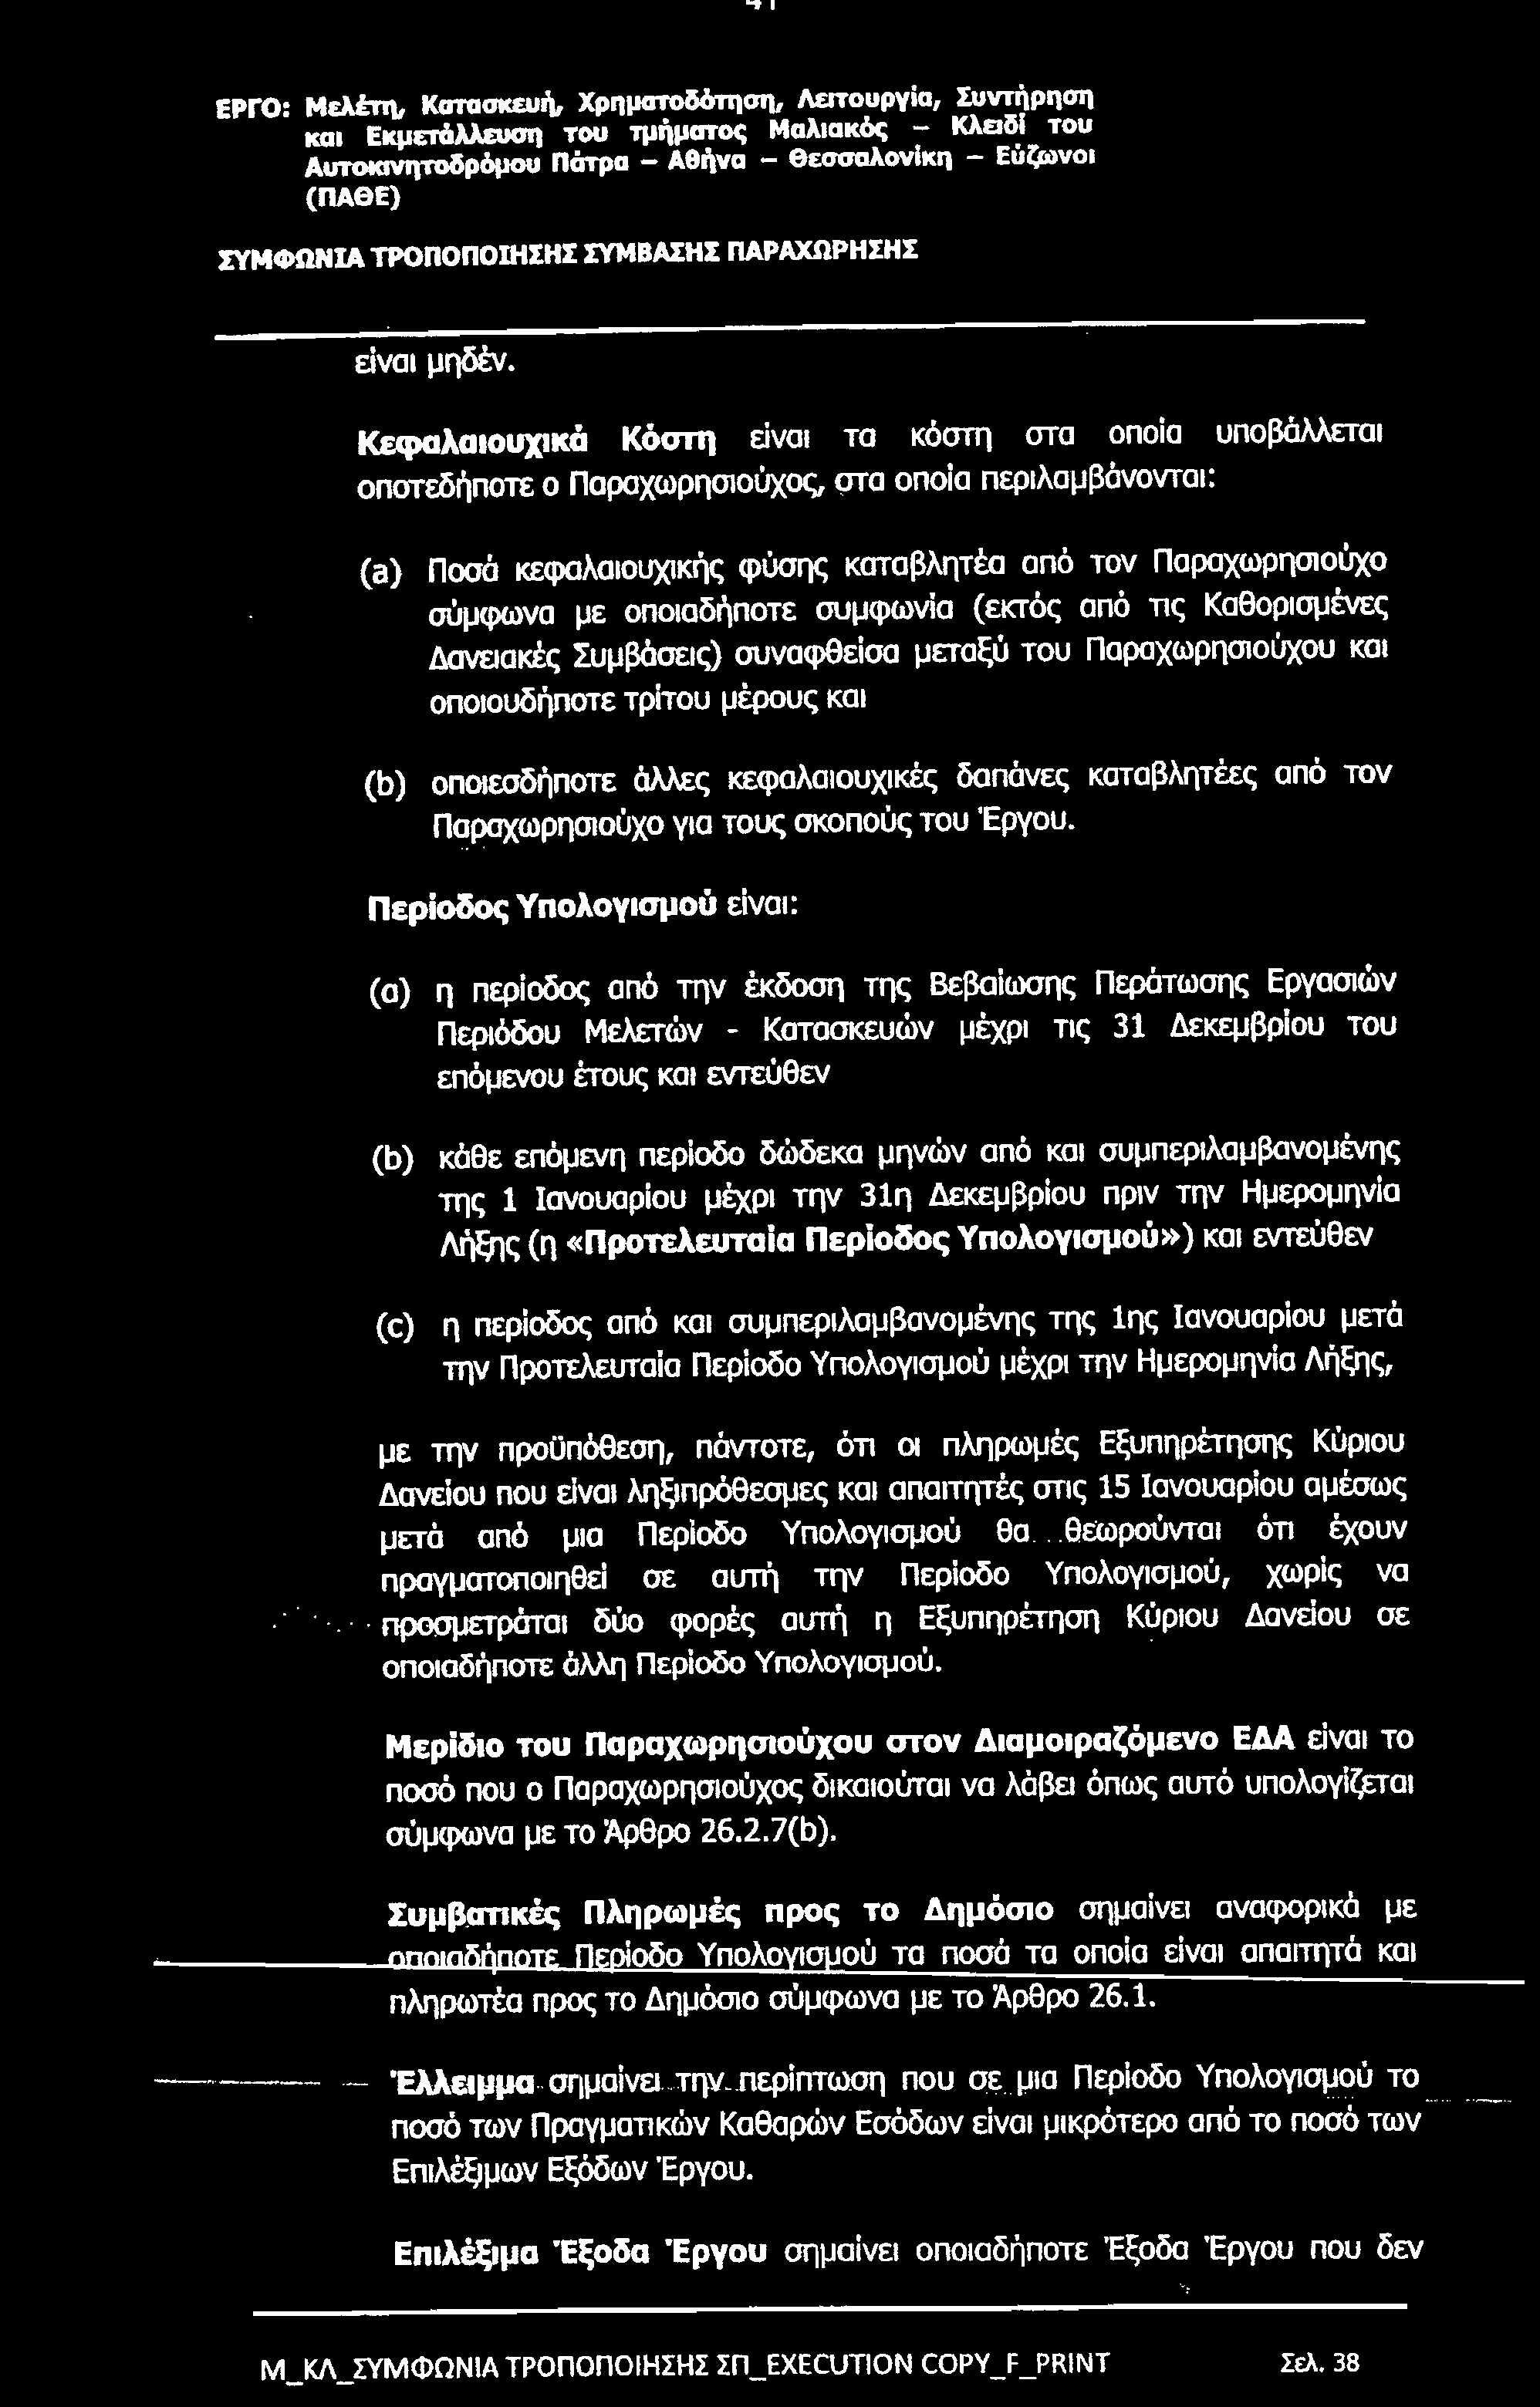 41
ΕΡΓΟ: Μελέτη, Κατασκευή, Χρηματοδότηση, Λειτουργία, Συντήρηση
και Εκμετάλλευση του τμήματος Μαλιακός – Κλειδί του
Αυτοκινητοδρόμου Πάτρα – Αθήνα – Θεσσαλονίκη – Εύζωνοι
(ΠΑΘΕ)
ΣΥΜΦΩΝΙΑ ΤΡΟΠΟΠΟΙΗΣΗΣ ΣΥΜΒΑΣΗΣ ΠΑΡΑΧΩΡΗΣΗΣ
είναι μηδέν.
Κεφαλαιουχικά Κόστη είναι τα κόστη στα οποία υποβάλλεται
οποτεδήποτε ο Παραχωρησιούχος, στα οποία περιλαμβάνονται:
(a) Ποσά κεφαλαιουχικής φύσης καταβλητέα από τον Παραχωρησιούχο
σύμφωνα με οποιαδήποτε συμφωνία (εκτός από τις Καθορισμένες
Δανειακές Συμβάσεις) συναφθείσα μεταξύ του Παραχωρησιούχου και
οποιουδήποτε τρίτου μέρους και
(b) οποιεσδήποτε άλλες κεφαλαιουχικές δαπάνες καταβλητέες από τον
Παραχωρησιούχο για τους σκοπούς του Έργου.
Περίοδος Υπολογισμού είναι:
(α) η περίοδος από την έκδοση της Βεβαίωσης Περάτωσης Εργασιών
Περιόδου Μελετών - Κατασκευών μέχρι τις 31 Δεκεμβρίου του
επόμενου έτους και εντεύθεν
(b) κάθε επόμενη περίοδο δώδεκα μηνών από και συμπεριλαμβανομένης
της 1 Ιανουαρίου μέχρι την 31η Δεκεμβρίου πριν την Ημερομηνία
Λήξης (η «Προτελευταία Περίοδος Υπολογισμού») και εντεύθεν
(c) η περίοδος από και συμπεριλαμβανομένης της 1ης Ιανουαρίου μετά
την Προτελευταία Περίοδο Υπολογισμού μέχρι την Ημερομηνία Λήξης,
με την προϋπόθεση, πάντοτε, ότι οι πληρωμές Εξυπηρέτησης Κύριου
Δανείου που είναι ληξιπρόθεσμες και απαιτητές στις 15 Ιανουαρίου αμέσως
μετά από μια Περίοδο Υπολογισμού θα θεωρούνται ότι έχουν
πραγματοποιηθεί σε αυτή την Περίοδο Υπολογισμού, χωρίς να
προσμετράται δύο φορές αυτή η Εξυπηρέτηση Κύριου Δανείου σε
οποιαδήποτε άλλη Περίοδο Υπολογισμού.
Μερίδιο του Παραχωρησιούχου στον Διαμοιραζόμενο ΕΔΑ είναι το
ποσό που ο Παραχωρησιούχος δικαιούται να λάβει όπως αυτό υπολογίζεται
σύμφωνα με το Άρθρο 26.2.7(b).
Συμβατικές Πληρωμές προς το Δημόσιο σημαίνει αναφορικά με
οποιαδήποτε Περίοδο Υπολογισμού τα ποσά τα οποία είναι απαιτητά και
πληρωτέα προς το Δημόσιο σύμφωνα με το Άρθρο 26.1.
Έλλειμμα σημαίνει την περίπτωση που σε μια Περίοδο Υπολογισμού το
ποσό των Πραγματικών Καθαρών Εσόδων είναι μικρότερο από το ποσό των
Επιλέξιμων Εξόδων Έργου.
Επιλέξιμα Έξοδα Έργου σημαίνει οποιαδήποτε Έξοδα Έργου που δεν
Μ_ΚΛ_ΣΥΜΦΩΝΙΑ ΤΡΟΠΟΠΟΙΗΣΗΣ ΣΠ_EXECUTION COPY_F_PRINT Σελ. 38